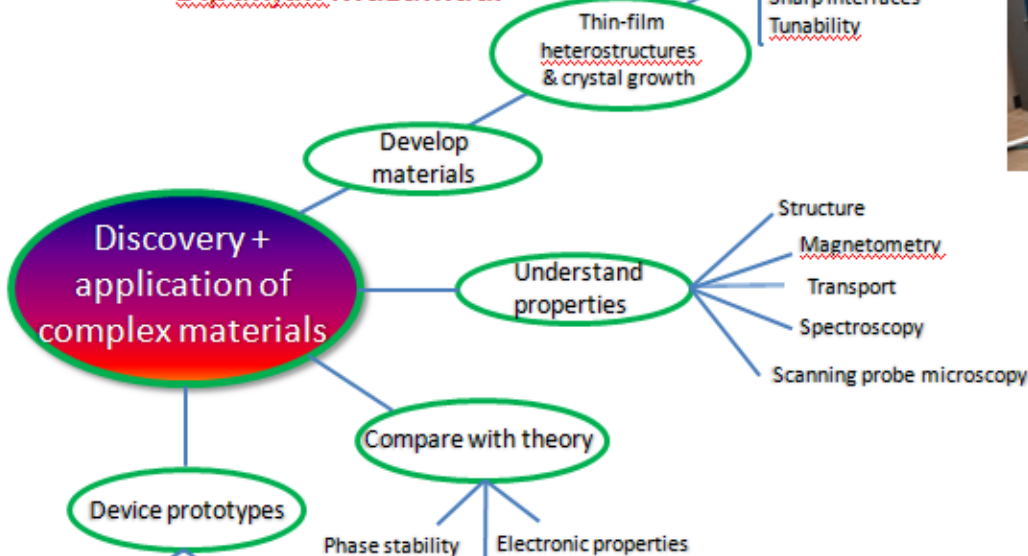 Sharp interfaces
Tunability
Thin-film
heterostructures
& crystal growth
Develop
materials
Discovery +
application of
complex materials
Understand
properties
Structure
Magnetometry
Transport
Spectroscopy
Scanning probe microscopy
Compare with theory
Device prototypes
Phase stability
Electronic properties